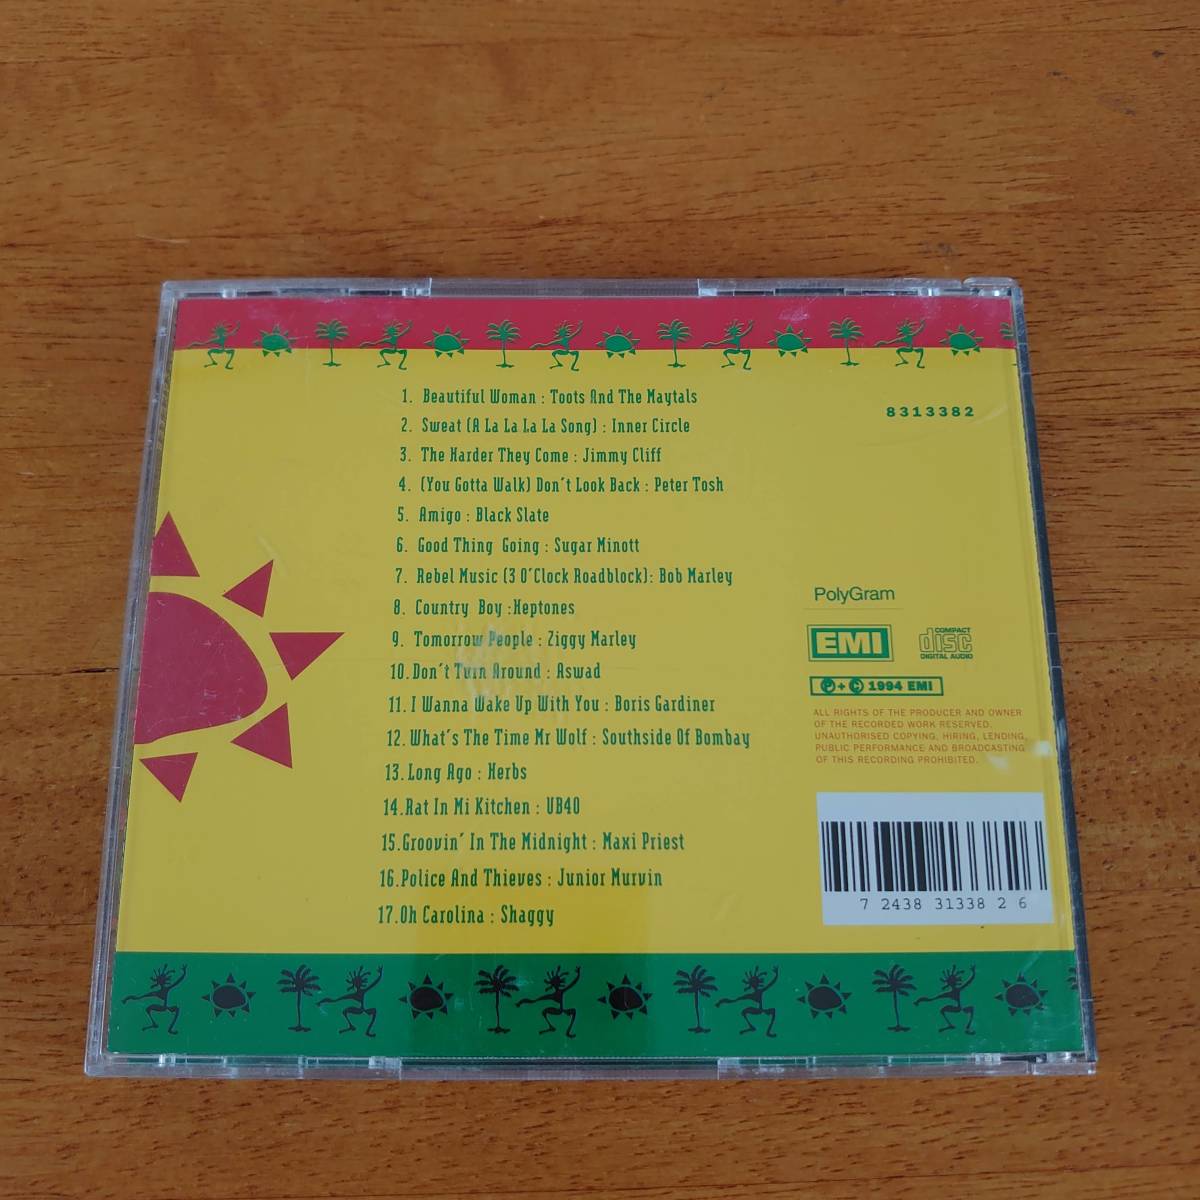 1. Beautiful Woman : Toots And The Maytals
2. Sweat (A La La La La Song) : Inner Circle
3. The Harder They Come : Jimmy Cliff
4. (You Gotta Walk) Don't Look Back : Peter Tosh
5. Amigo : Black Slate
6. Good Thing Going : Sugar Minott
7. Rebel Music (3 O'Clock Roadblock): Bob Marley
8. Country Boy :Heptones
9. Tomorrow People : Ziggy Marley
10.Don't Turn Around : Aswad
11. I Wanna Wake Up With You : Boris Gardiner
12. What's The Time Mr Wolf : Southside Of Bombay
13. Long Ago : Herbs
14.Rat In Mi Kitchen : UB40
15.Groovin' In The Midnight : Maxi Priest
16.Police And Thieves : Junior Murvin
17.Oh Carolina : Shaggy
8313382
PolyGram
EMI
COMPACT
disc
DIGITAL AUDIO
℗ + © 1994 EMI
ALL RIGHTS OF THE PRODUCER AND OWNER
OF THE RECORDED WORK RESERVED.
UNAUTHORISED COPYING, HIRING, LENDING,
PUBLIC PERFORMANCE AND BROADCASTING
OF THIS RECORDING PROHIBITED.
7 24383 13382 6